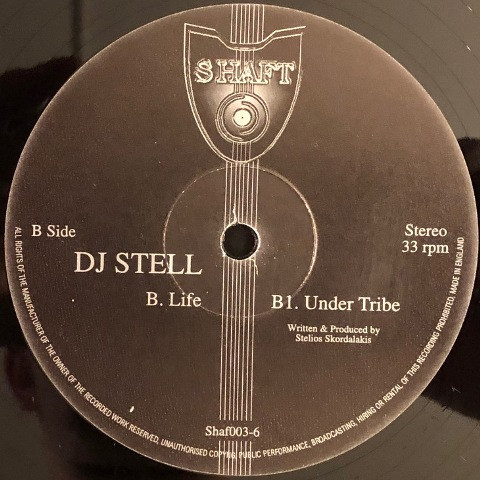 SHAFT
B Side
Stereo
33 rpm
DJ STELL
B. Life
B1. Under Tribe
Written & Produced by
Stelios Skordalakis
Shaf003-6
ALL RIGHTS OF THE MANUFACTURER OF THE OWNER OF THE RECORDED WORK RESERVED, UNAUTHORISED COPYING, PUBLIC PERFORMANCE, BROADCASTING, HIRING OR RENTAL OF THIS RECORDING PROHIBITED, MADE IN ENGLAND